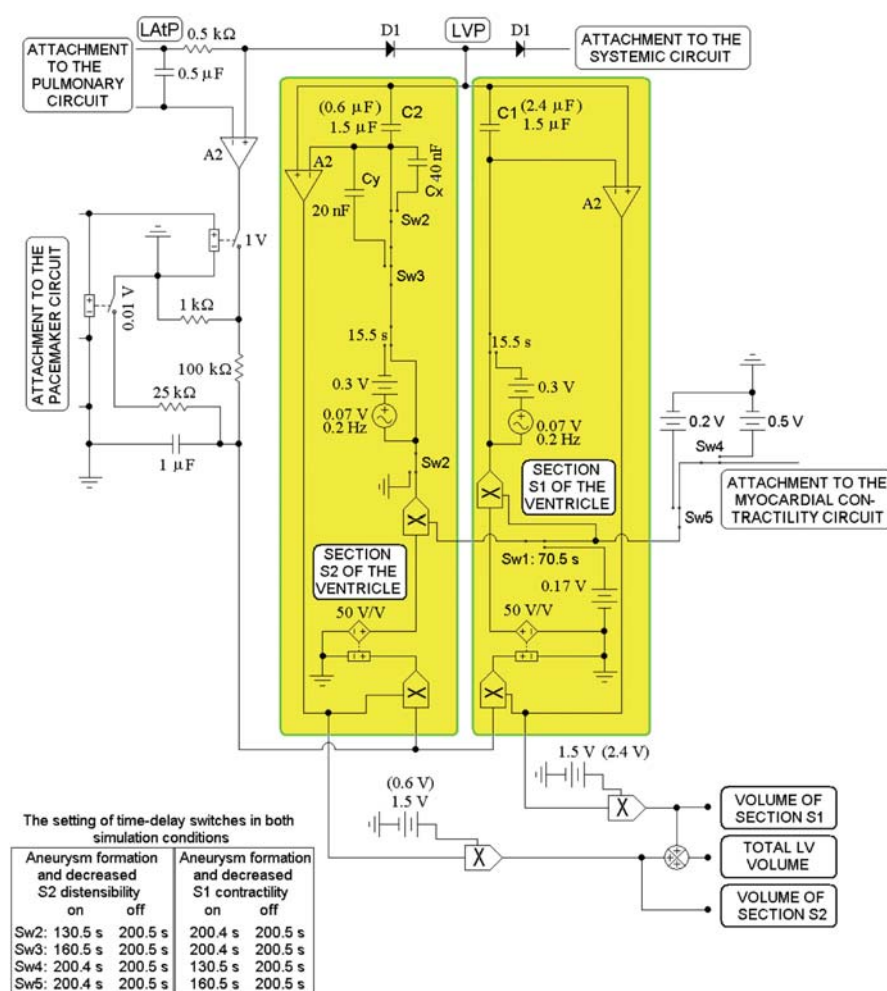 LAtP
0.5 kΩ
D1
LVP
D1
ATTACHMENT
TO THE
PULMONARY
CIRCUIT
0.5 µF
ATTACHMENT TO THE
SYSTEMIC CIRCUIT
(0.6 µF)
1.5 µF
C2
C1
(2.4 µF)
1.5 µF
A2
A2
Cy
40 nF
Cx
20 nF
Sw2
A2
Sw3
ATTACHMENT TO THE
PACEMAKER CIRCUIT
1 V
0.01 V
1 kΩ
100 kΩ
25 kΩ
1 µF
15.5 s
0.3 V
0.07 V
0.2 Hz
15.5 s
0.3 V
0.07 V
0.2 Hz
0.2 V
0.5 V
Sw4
Sw2
SECTION
S1 OF THE
VENTRICLE
ATTACHMENT TO THE
MYOCARDIAL CON-
TRACTILITY CIRCUIT
Sw5
X
X
SECTION
S2 OF THE
VENTRICLE
Sw1: 70.5 s
0.17 V
50 V/V
50 V/V
X
X
1.5 V (2.4 V)
(0.6 V)
1.5 V
X
X
VOLUME OF
SECTION S1
TOTAL LV
VOLUME
VOLUME OF
SECTION S2
The setting of time-delay switches in both
simulation conditions
Aneurysm formation Aneurysm formation
and decreased and decreased
S2 distensibility S1 contractility
on off on off
Sw2: 130.5 s 200.5 s 200.4 s 200.5 s
Sw3: 160.5 s 200.5 s 200.4 s 200.5 s
Sw4: 200.4 s 200.5 s 130.5 s 200.5 s
Sw5: 200.4 s 200.5 s 160.5 s 200.5 s